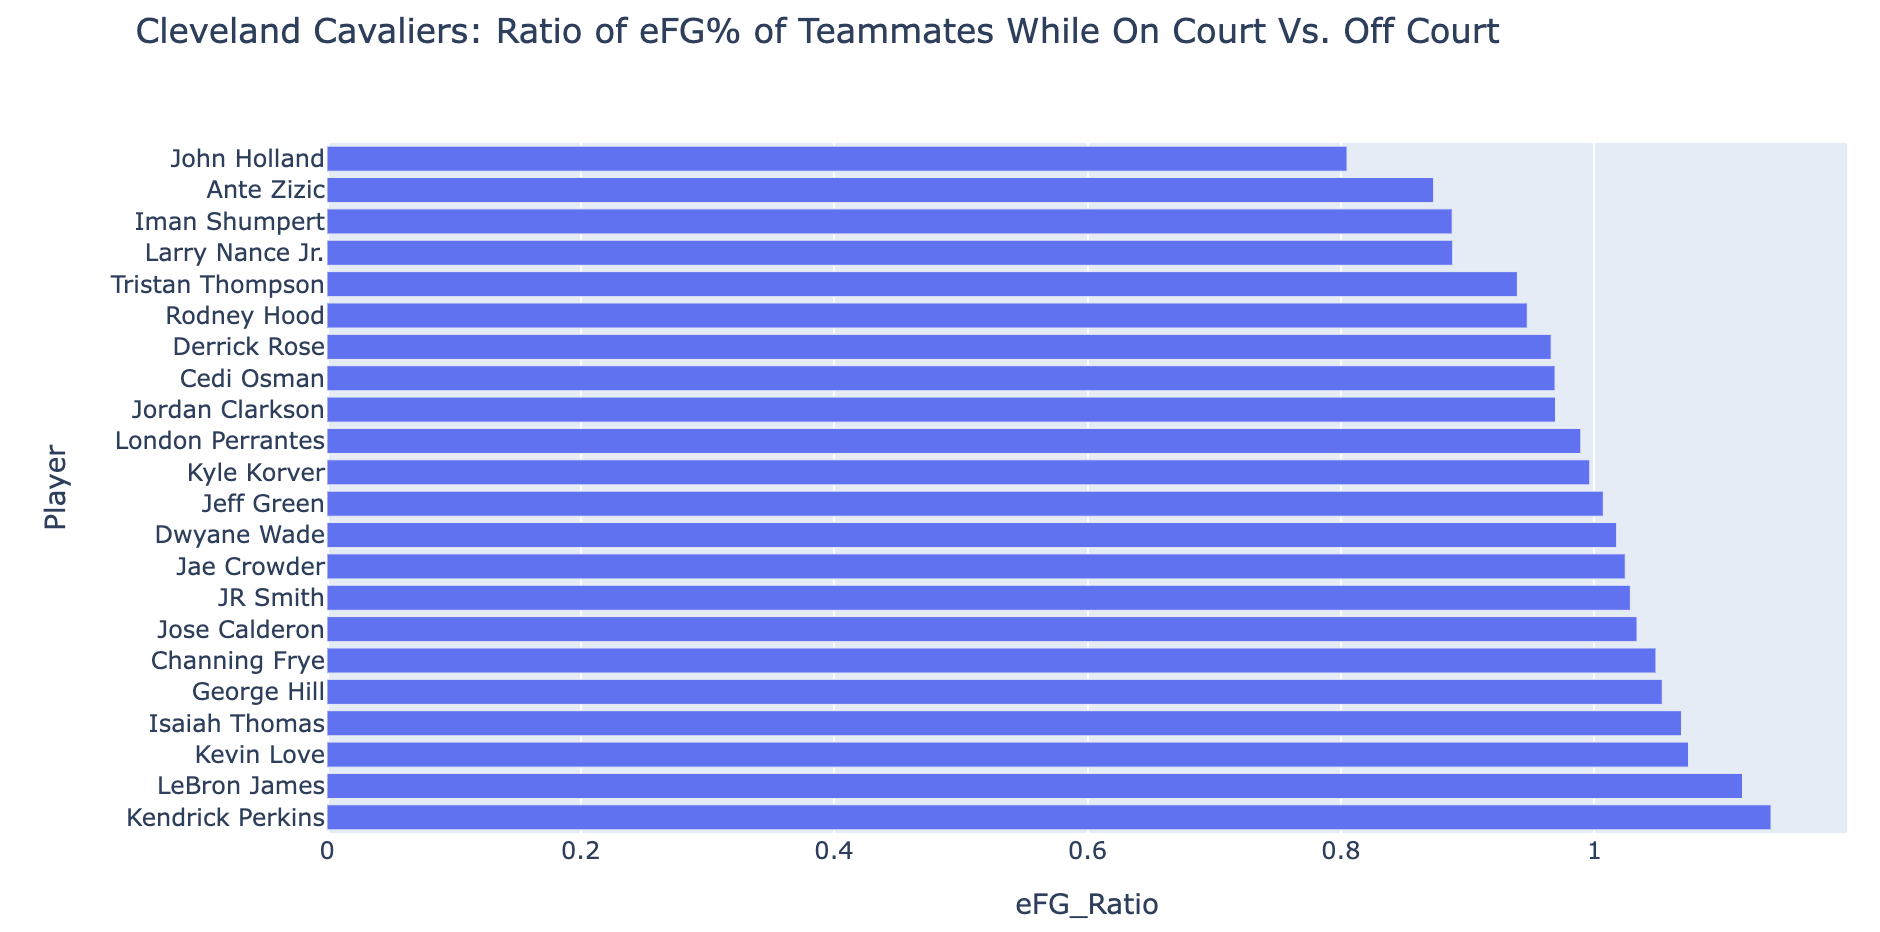 Cleveland Cavaliers: Ratio of eFG% of Teammates While On Court Vs. Off Court
John Holland
Ante Zizic
Iman Shumpert
Larry Nance Jr.
Tristan Thompson
Rodney Hood
Derrick Rose
Cedi Osman
Jordan Clarkson
London Perrantes
Kyle Korver
Jeff Green
Dwyane Wade
Jae Crowder
JR Smith
Jose Calderon
Channing Frye
George Hill
Isaiah Thomas
Kevin Love
LeBron James
Kendrick Perkins
Player
0 0.2 0.4 0.6 0.8 1
eFG_Ratio